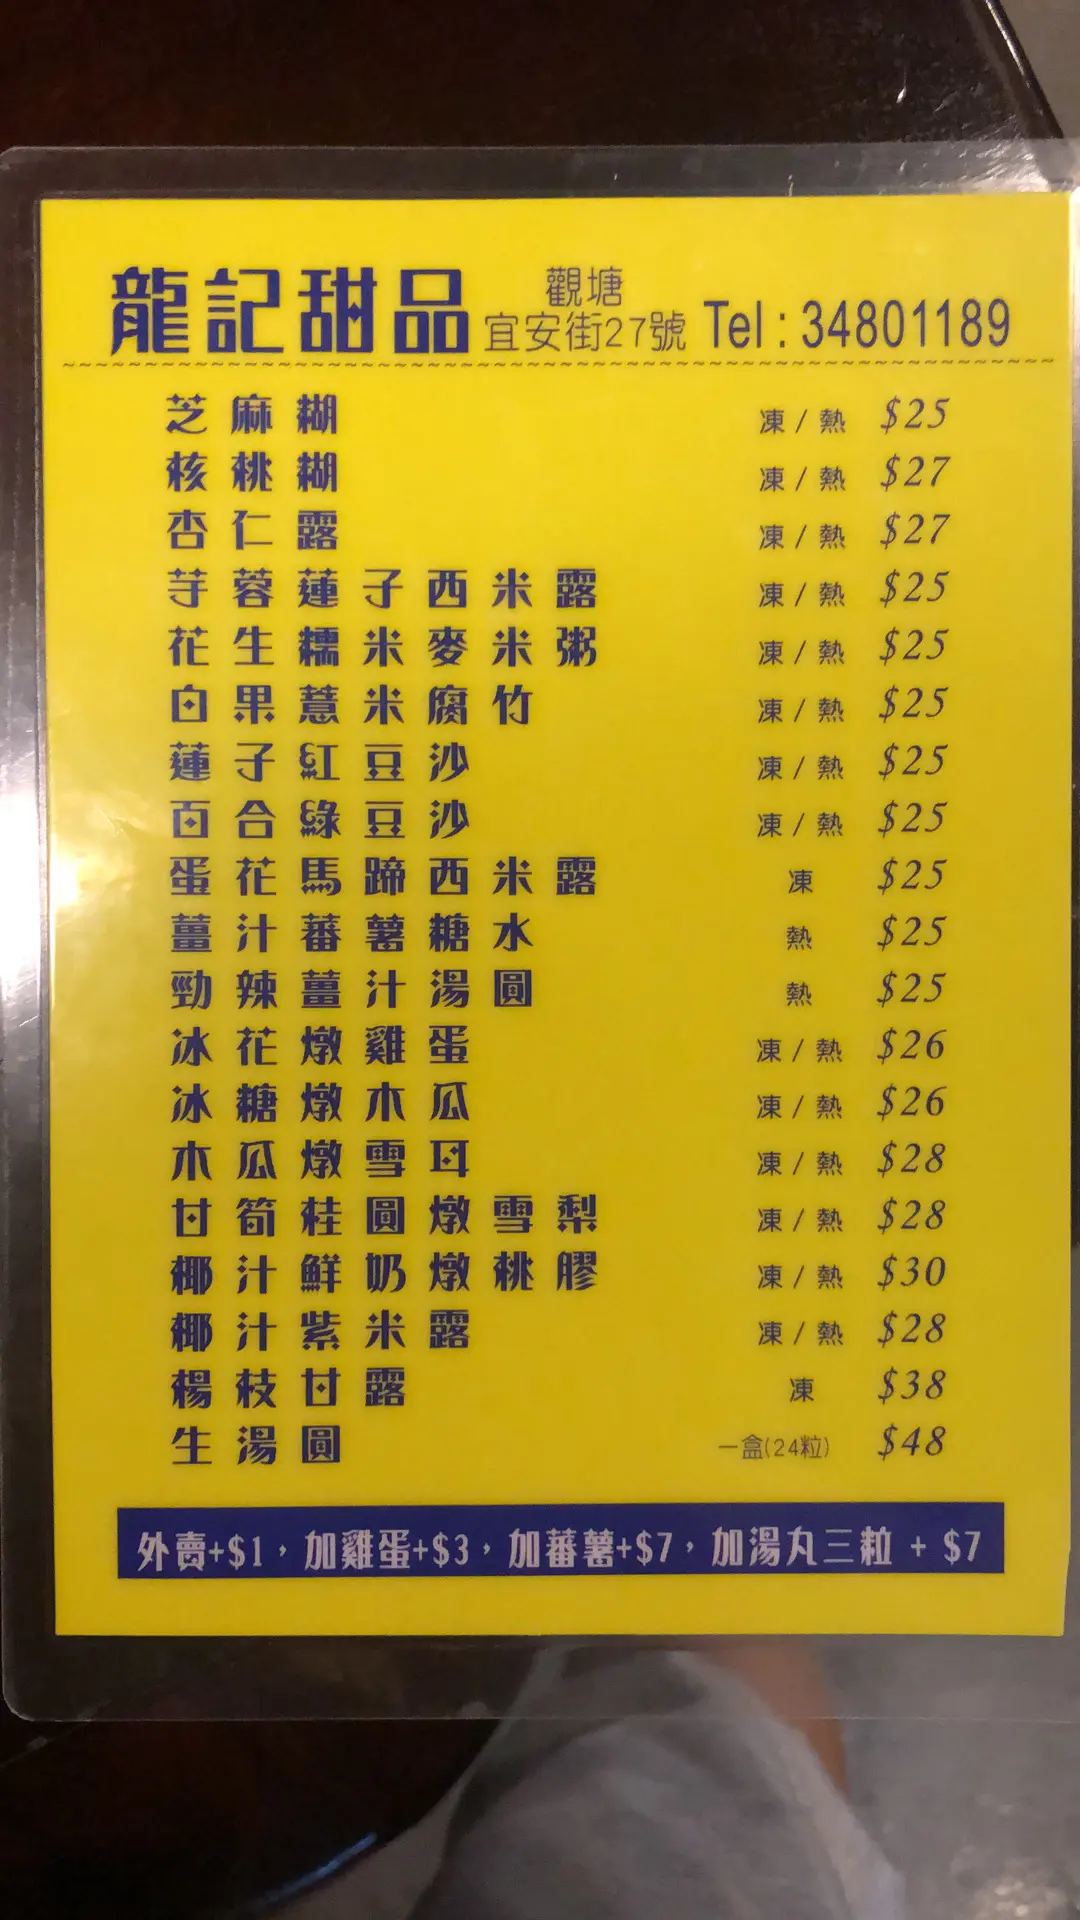 龍記甜品 觀塘 宜安街27號 Tel : 34801189
芝麻糊 凍 / 熱 $25
核桃糊 凍 / 熱 $27
杏仁露 凍 / 熱 $27
芋蓉蓮子西米露 凍 / 熱 $25
花生糯米麥米粥 凍 / 熱 $25
白果薏米腐竹 凍 / 熱 $25
蓮子紅豆沙 凍 / 熱 $25
百合綠豆沙 凍 / 熱 $25
蛋花馬蹄西米露 凍 $25
薑汁蕃薯糖水 熱 $25
勁辣薑汁湯圓 熱 $25
冰花燉雞蛋 凍 / 熱 $26
冰糖燉木瓜 凍 / 熱 $26
木瓜燉雪耳 凍 / 熱 $28
甘筍桂圓燉雪梨 凍 / 熱 $28
椰汁鮮奶燉桃膠 凍 / 熱 $30
椰汁紫米露 凍 / 熱 $28
楊枝甘露 凍 $38
生湯圓 一盒(24粒) $48
外賣+$1，加雞蛋+$3，加蕃薯+$7，加湯丸三粒 + $7